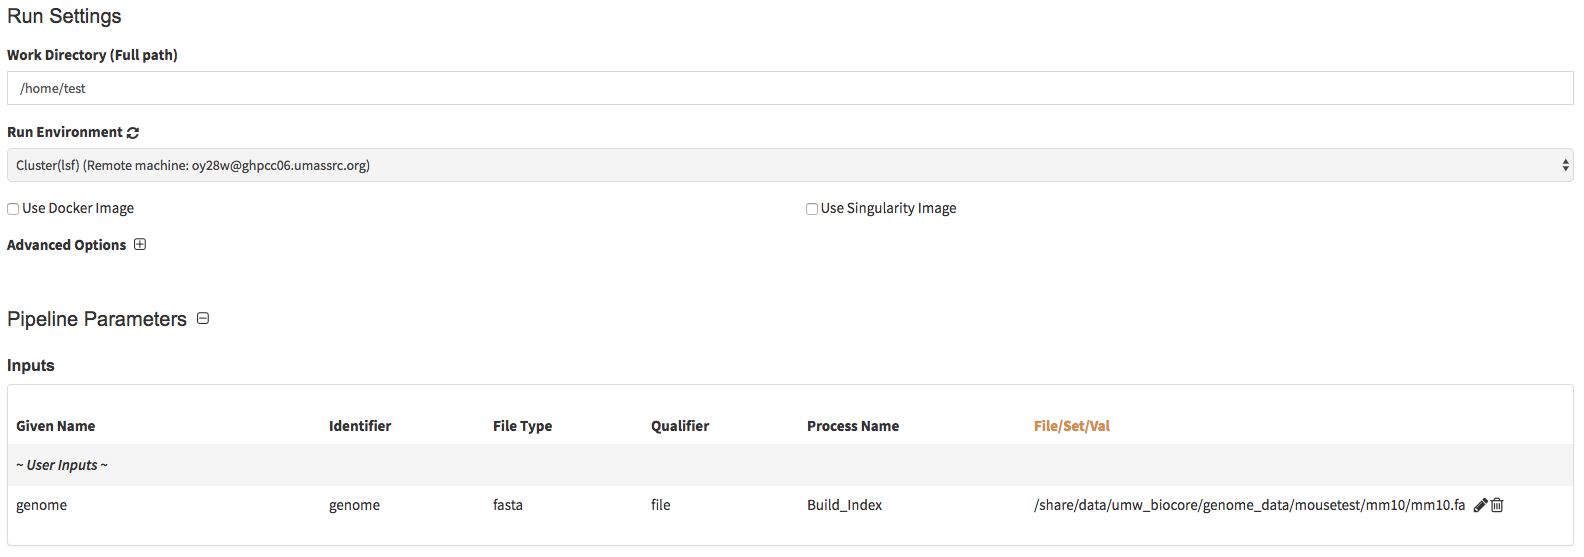 Run Settings
Work Directory (Full path)
/home/test
Run Environment
Cluster(lsf) (Remote machine: oy28w@ghpcc06.umassrc.org)
Use Docker Image Use Singularity Image
Advanced Options
Pipeline Parameters
Inputs
Given Name Identifier File Type Qualifier Process Name File/Set/Val
~ User Inputs ~
genome genome fasta file Build_Index /share/data/umw_biocore/genome_data/mousetest/mm10/mm10.fa